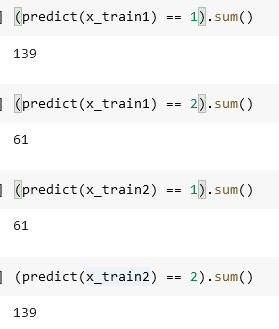 ] (predict(x_train1) == 1).sum()
139
] (predict(x_train1) == 2).sum()
61
] (predict(x_train2) == 1).sum()
61
] (predict(x_train2) == 2).sum()
139